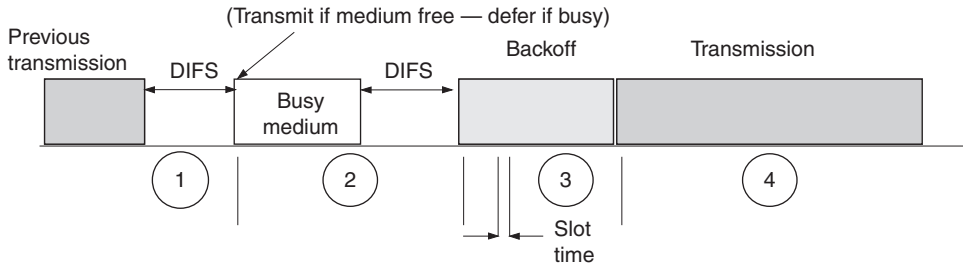 (Transmit if medium free — defer if busy)
Previous
transmission
DIFS
Busy
medium
DIFS
Backoff
Transmission
1
2
3
4
Slot
time